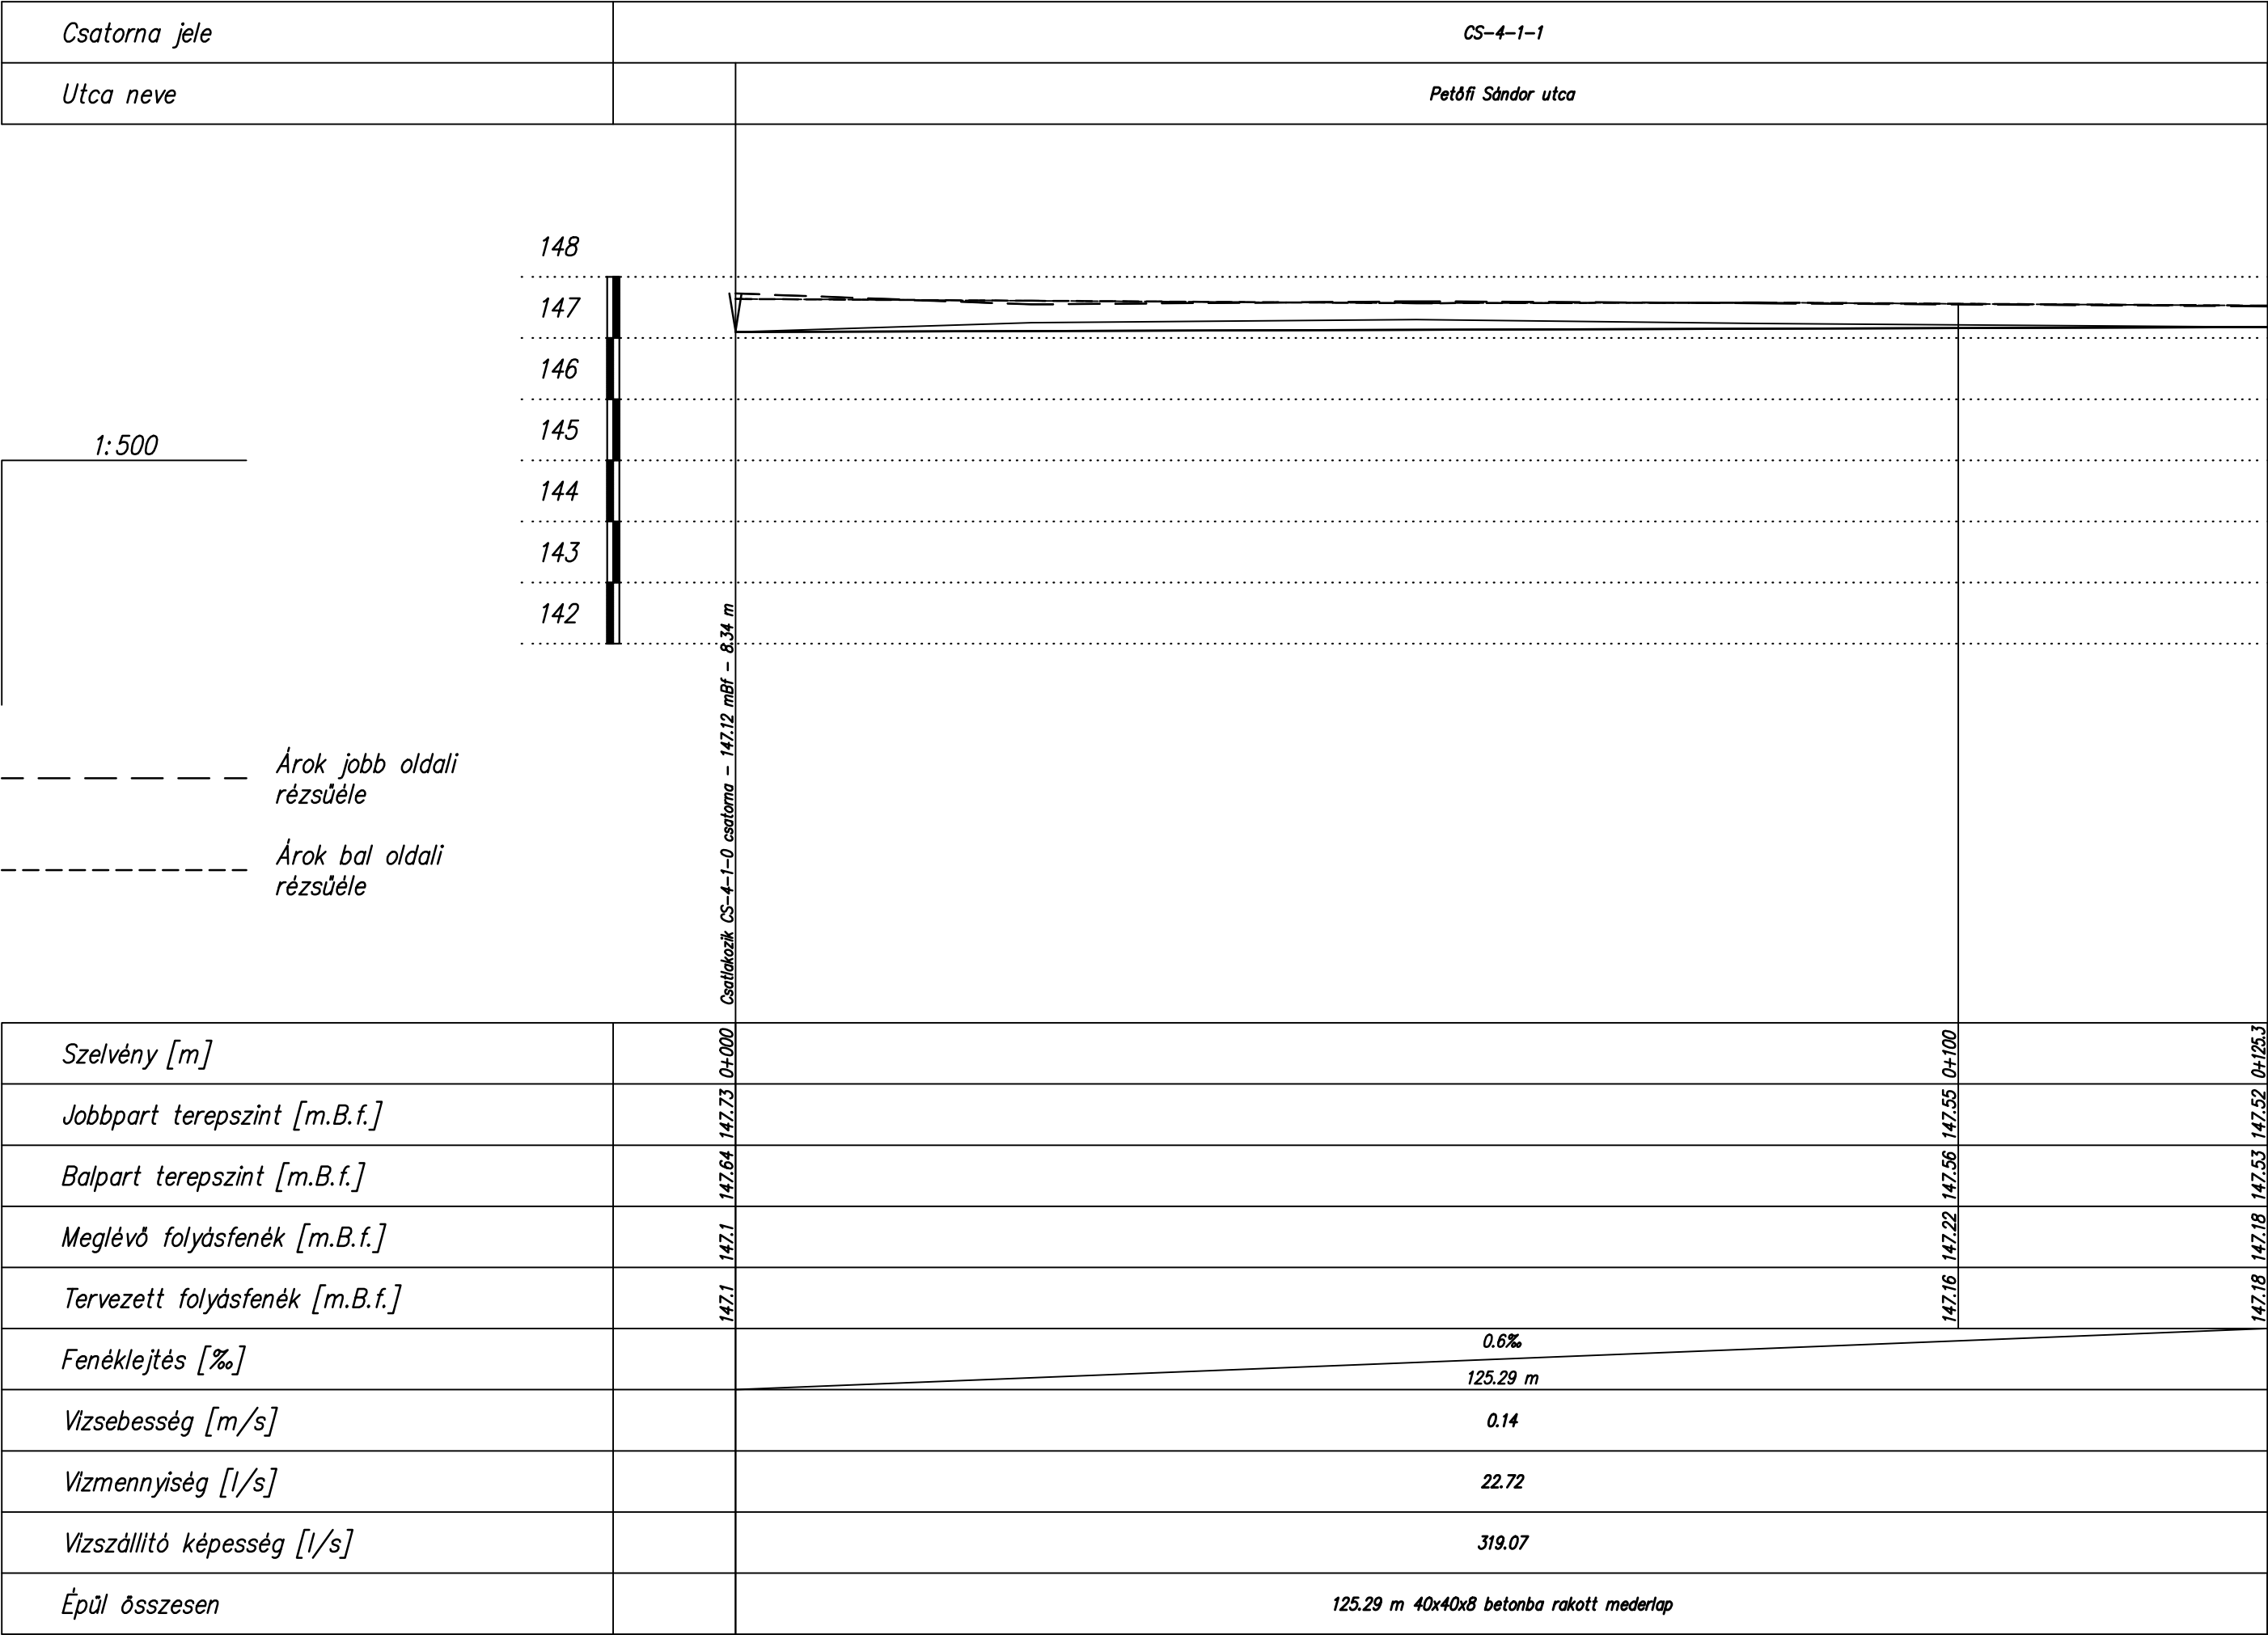 Csatorna jele CS-4-1-1
Utca neve Petőfi Sándor utca
148
147
146
145
1:500
144
143
142
Csatlakozik CS-4-1-0 csatorna - 147.12 mBf - 8.34 m
Árok jobb oldali
rézsűéle
Árok bal oldali
rézsűéle
Szelvény [m] 0+000 0+100 0+125.3
Jobbpart terepszint [m.B.f.] 147.73 147.55 147.52
Balpart terepszint [m.B.f.] 147.64 147.56 147.53
Meglévő folyásfenék [m.B.f.] 147.1 147.22 147.18
Tervezett folyásfenék [m.B.f.] 147.1 147.16 147.18
Fenéklejtés [‰] 0.6‰
125.29 m
Vízsebesség [m/s] 0.14
Vízmennyiség [l/s] 22.72
Vízszállító képesség [l/s] 319.07
Épül összesen 125.29 m 40x40x8 betonba rakott mederlap